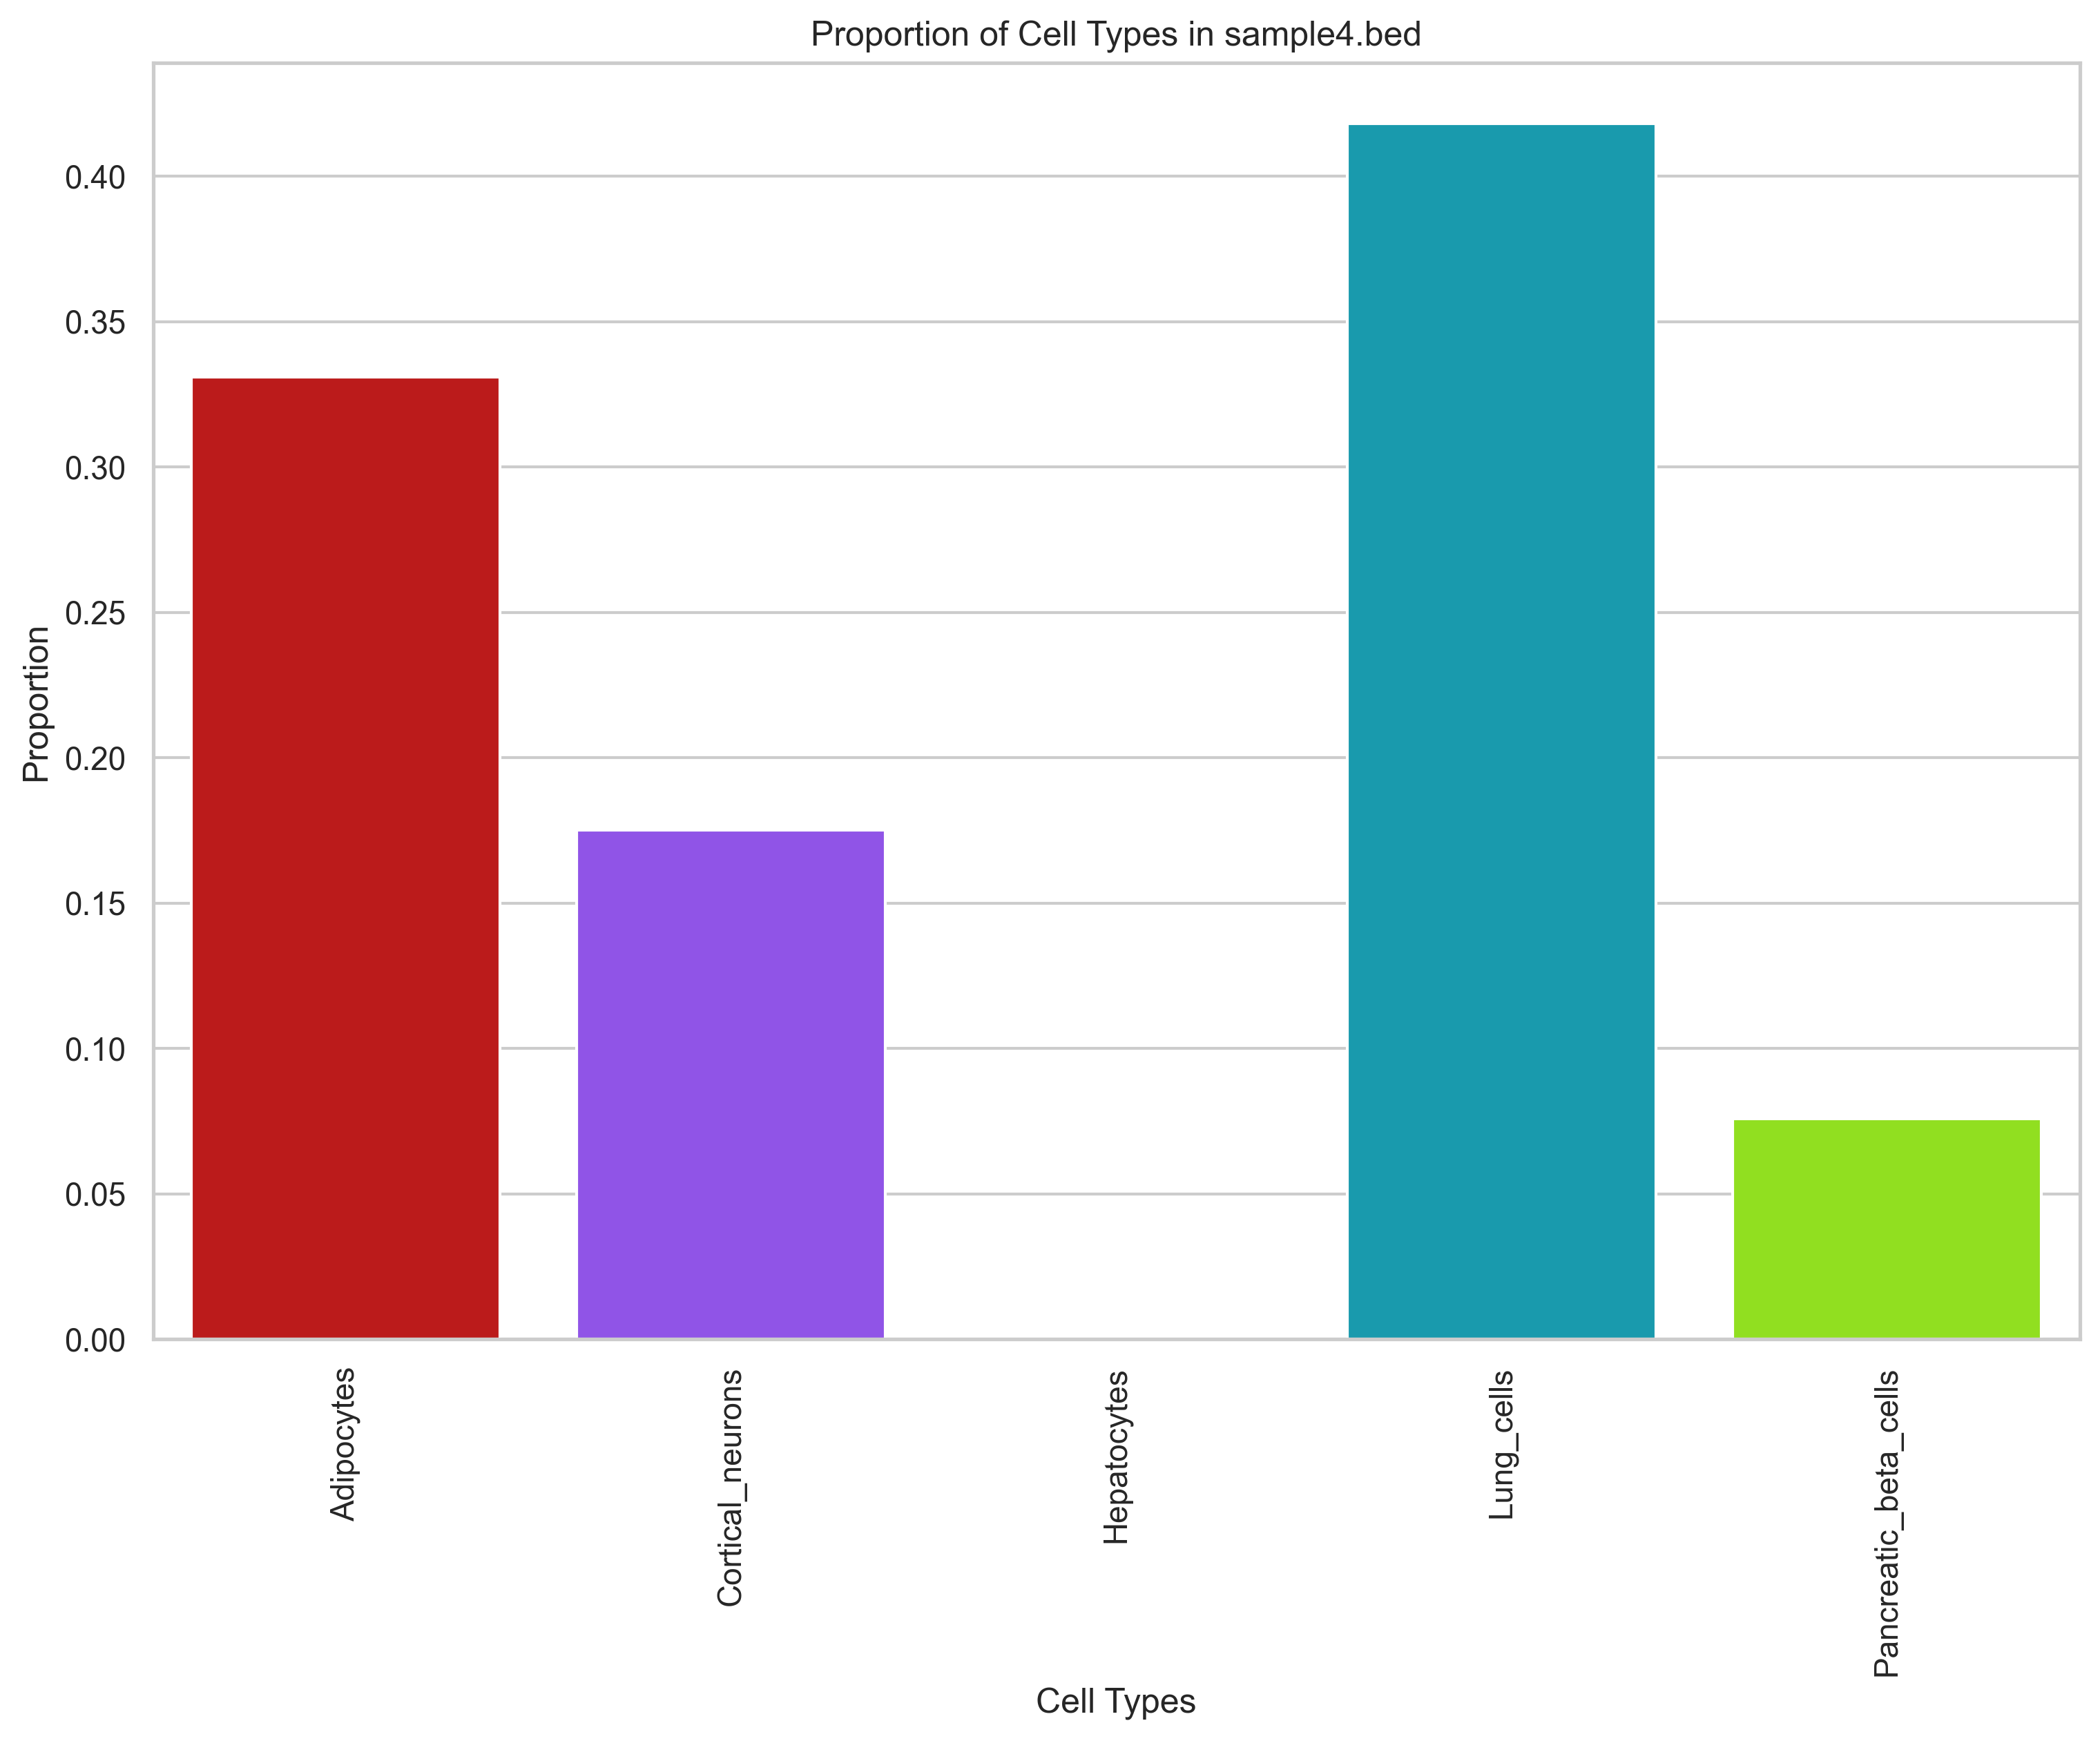 Proportion of Cell Types in sample4.bed
Proportion
0.40
0.35
0.30
0.25
0.20
0.15
0.10
0.05
0.00
Adipocytes
Cortical_neurons
Hepatocytes
Lung_cells
Pancreatic_beta_cells
Cell Types